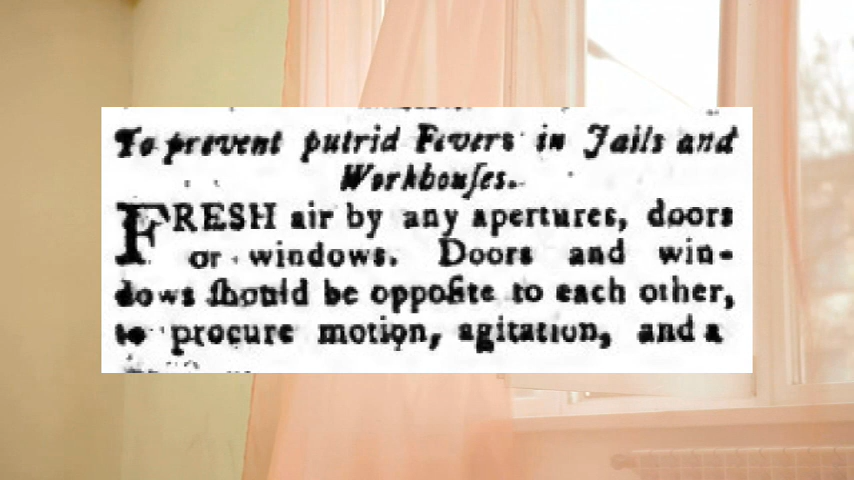 To prevent putrid Fevers in Jails and
Workhouſes.
FRESH air by any apertures, doors
or windows. Doors and win-
dows ſhould be oppoſite to each other,
to procure motion, agitation, and a